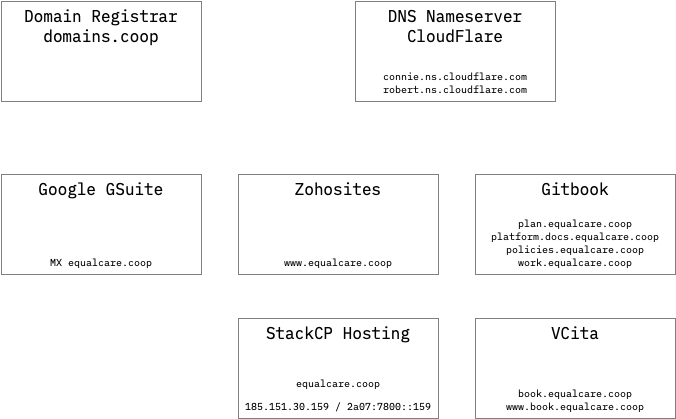 Domain Registrar
domains.coop
DNS Nameserver
CloudFlare
connie.ns.cloudflare.com
robert.ns.cloudflare.com
Google GSuite
MX equalcare.coop
Zohosites
www.equalcare.coop
Gitbook
plan.equalcare.coop
platform.docs.equalcare.coop
policies.equalcare.coop
work.equalcare.coop
StackCP Hosting
equalcare.coop
185.151.30.159 / 2a07:7800::159
VCita
book.equalcare.coop
www.book.equalcare.coop